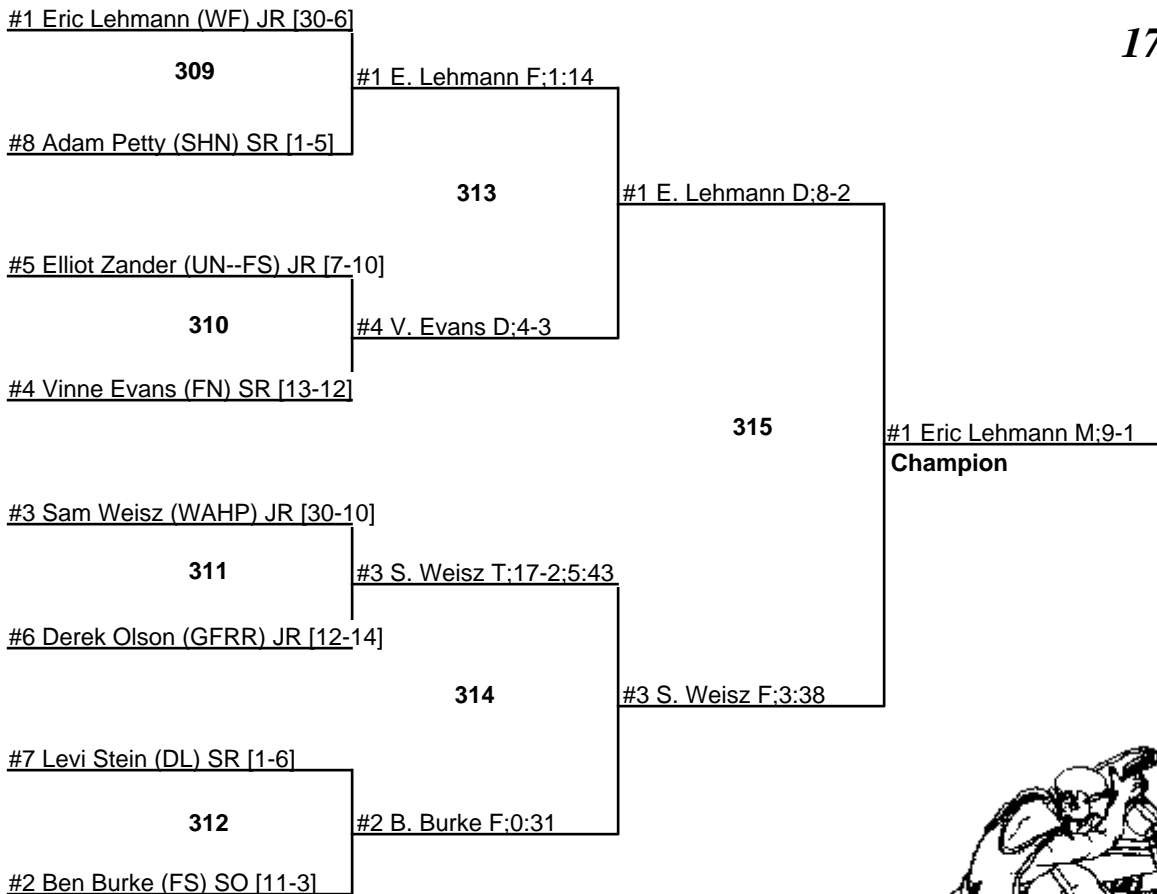 #1 Eric Lehmann (WF) JR [30-6]
17
309
#1 E. Lehmann F;1:14
#8 Adam Petty (SHN) SR [1-5]
313
#1 E. Lehmann D;8-2
#5 Elliot Zander (UN--FS) JR [7-10]
310
#4 V. Evans D;4-3
#4 Vinne Evans (FN) SR [13-12]
315
#1 Eric Lehmann M;9-1
Champion
#3 Sam Weisz (WAHP) JR [30-10]
311
#3 S. Weisz T;17-2;5:43
#6 Derek Olson (GFRR) JR [12-14]
314
#3 S. Weisz F;3:38
#7 Levi Stein (DL) SR [1-6]
312
#2 B. Burke F;0:31
#2 Ben Burke (FS) SO [11-3]